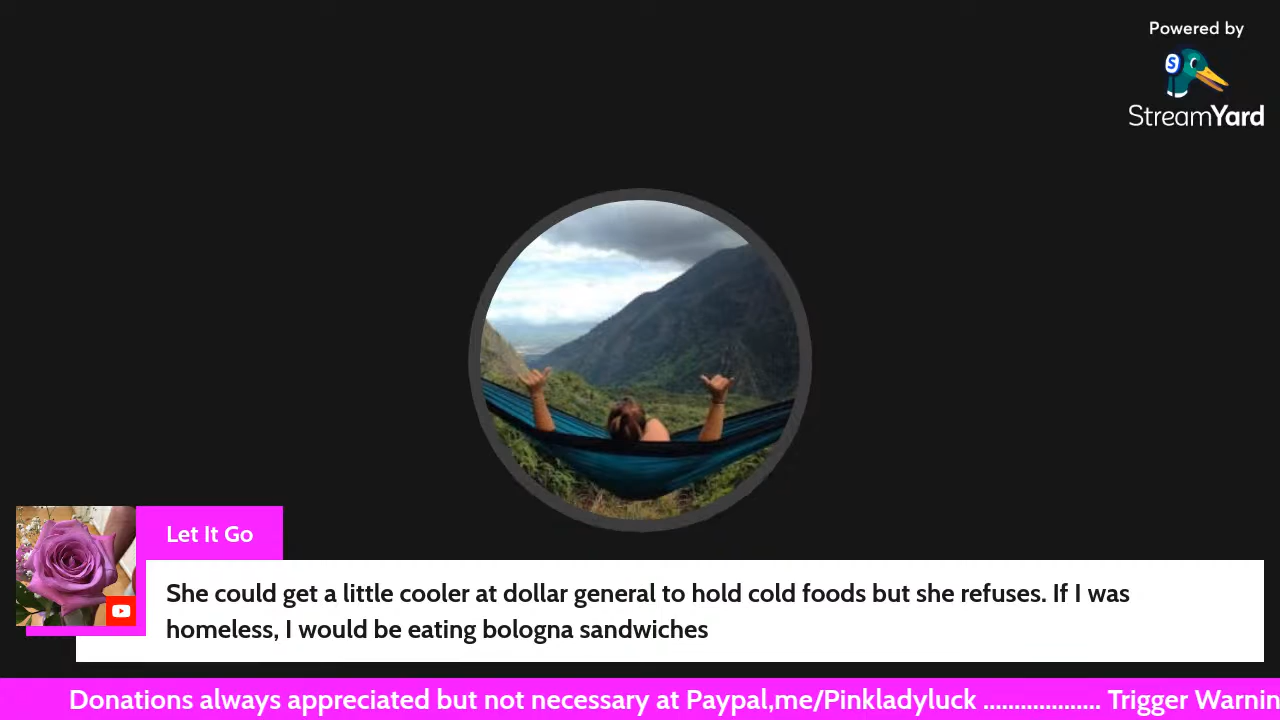 Powered by
StreamYard
Let It Go
She could get a little cooler at dollar general to hold cold foods but she refuses. If I was
homeless, I would be eating bologna sandwiches
Donations always appreciated but not necessary at Paypal,me/Pinkladyluck ................... Trigger Warnin